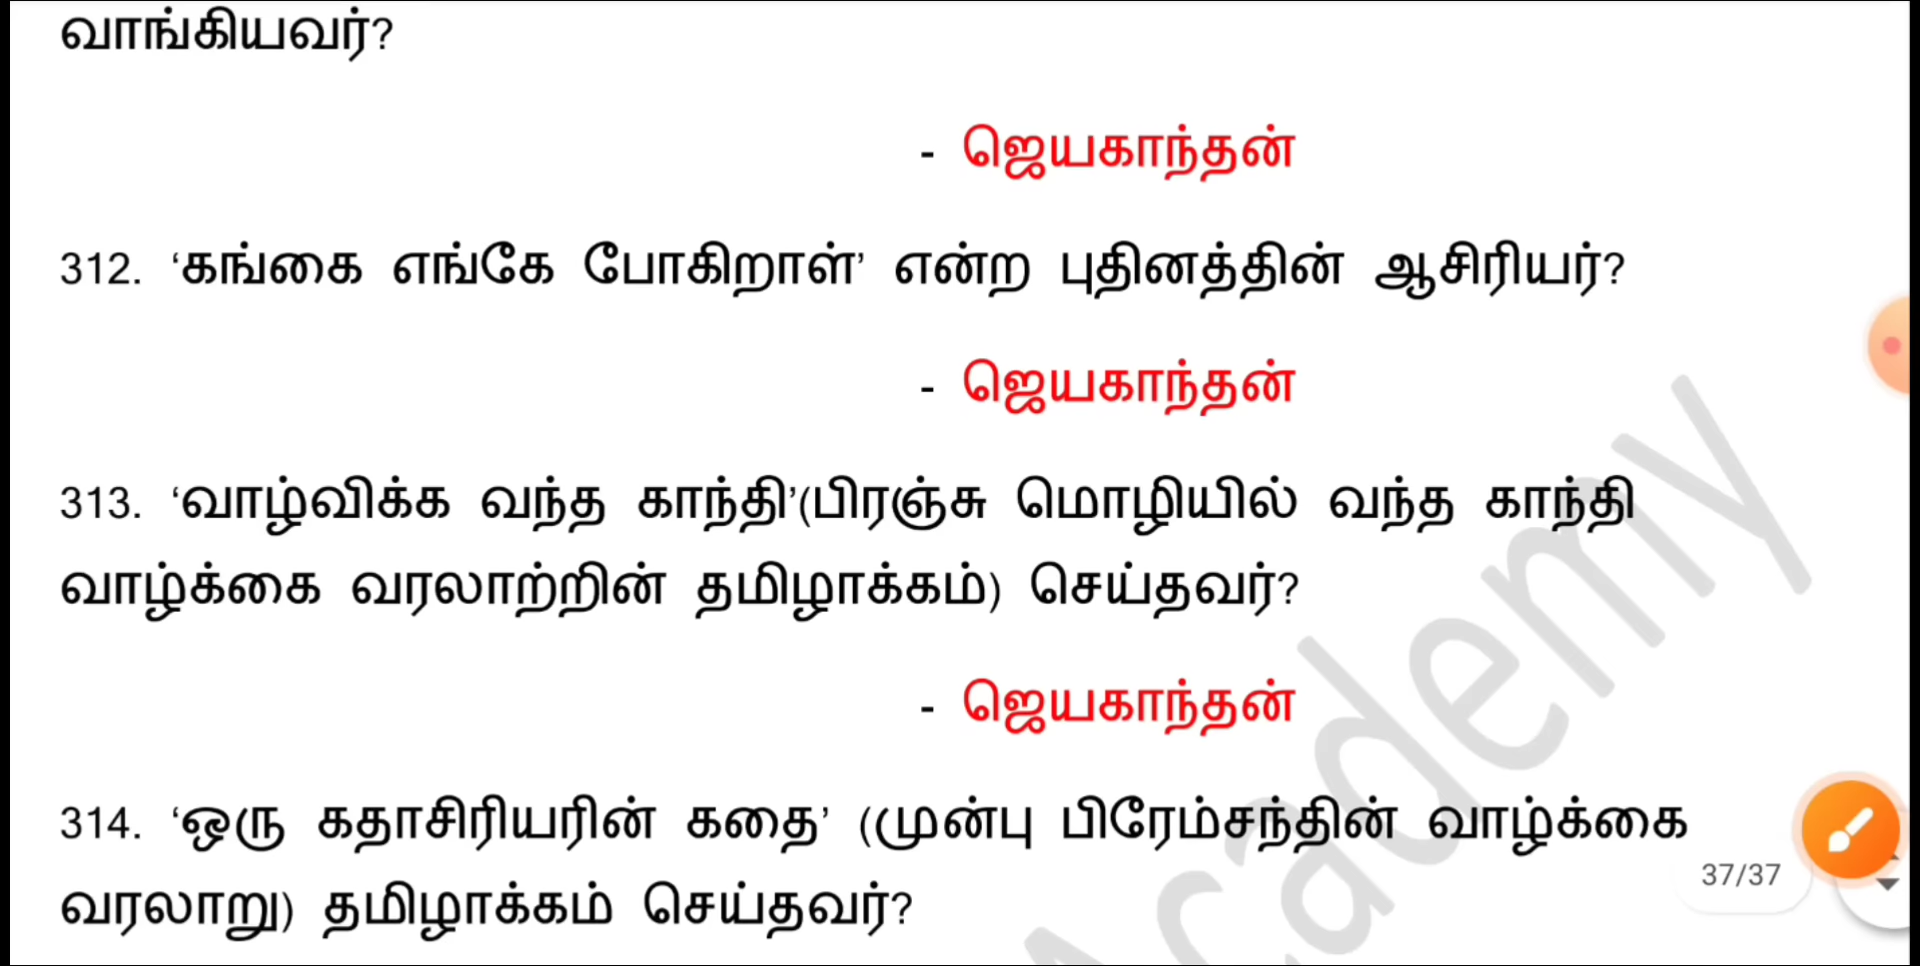 வாங்கியவர்?
- ஜெயகாந்தன்
312. ‘கங்கை எங்கே போகிறாள்’ என்ற புதினத்தின் ஆசிரியர்?
- ஜெயகாந்தன்
313. ‘வாழ்விக்க வந்த காந்தி’(பிரஞ்சு மொழியில் வந்த காந்தி
வாழ்க்கை வரலாற்றின் தமிழாக்கம்) செய்தவர்?
- ஜெயகாந்தன்
314. ‘ஒரு கதாசிரியரின் கதை’ (முன்பு பிரேம்சந்தின் வாழ்க்கை
வரலாறு) தமிழாக்கம் செய்தவர்?
37/37
Academy